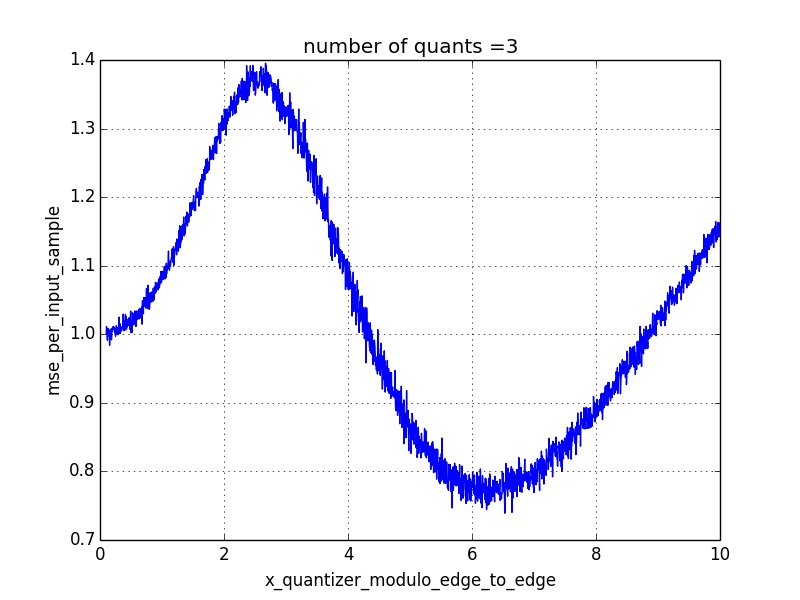 number of quants =3
1.4
1.3
1.2
1.1
1.0
0.9
0.8
0.7
mse_per_input_sample
0 2 4 6 8 10
x_quantizer_modulo_edge_to_edge